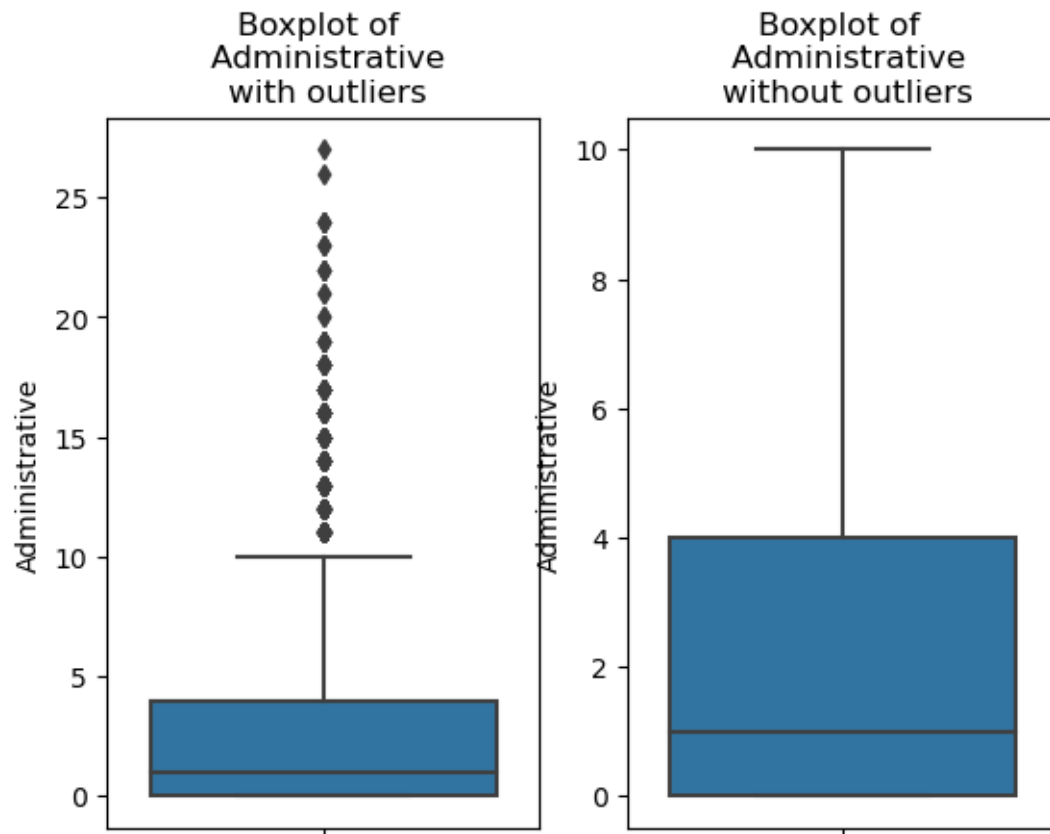 Boxplot of
Administrative
with outliers
25
20
15
10
5
0
Administrative
Boxplot of
Administrative
without outliers
10
8
6
4
2
0
Administrative